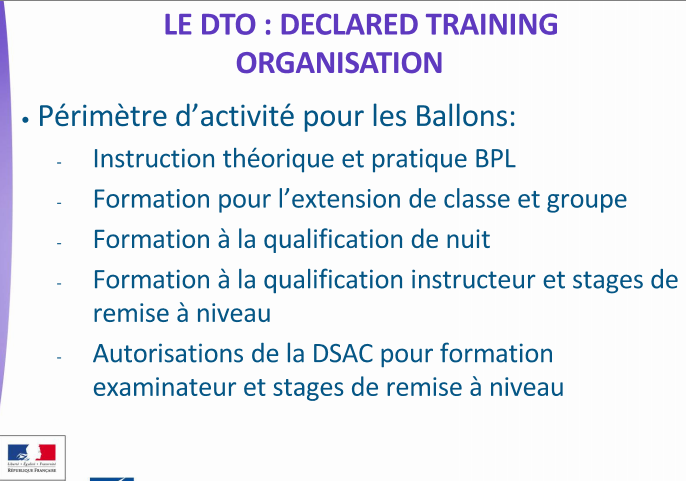 LE DTO : DECLARED TRAINING
ORGANISATION
• Périmètre d’activité pour les Ballons:
- Instruction théorique et pratique BPL
- Formation pour l’extension de classe et groupe
- Formation à la qualification de nuit
- Formation à la qualification instructeur et stages de
remise à niveau
- Autorisations de la DSAC pour formation
examinateur et stages de remise à niveau
Liberté • Égalité • Fraternité
RÉPUBLIQUE FRANÇAISE